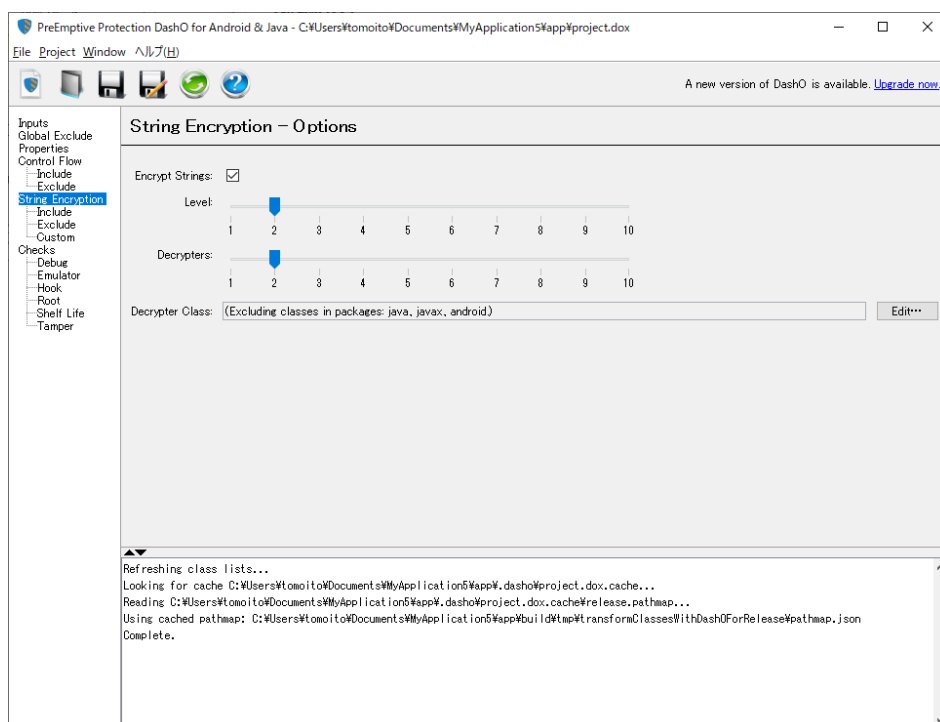 PreEmptive Protection DashO for Android & Java - C:¥Users¥tomoito¥Documents¥MyApplication5¥app¥project.dox
File Project Window ヘルプ(H)
A new version of DashO is available. Upgrade now.
Inputs
Global Exclude
Properties
Control Flow
Include
Exclude
String Encryption
Include
Exclude
Custom
Checks
Debug
Emulator
Hook
Root
Shelf Life
Tamper
String Encryption - Options
Encrypt Strings:
Level:
1 2 3 4 5 6 7 8 9 10
Decrypters:
1 2 3 4 5 6 7 8 9 10
Decrypter Class: (Excluding classes in packages: java, javax, android.) Edit...
Refreshing class lists...
Looking for cache C:¥Users¥tomoito¥Documents¥MyApplication5¥app¥.dasho¥project.dox.cache...
Reading C:¥Users¥tomoito¥Documents¥MyApplication5¥app¥.dasho¥project.dox.cache¥release.pathmap...
Using cached pathmap: C:¥Users¥tomoito¥Documents¥MyApplication5¥app¥build¥tmp¥transformClassesWithDashOForRelease¥pathmap.json
Complete.